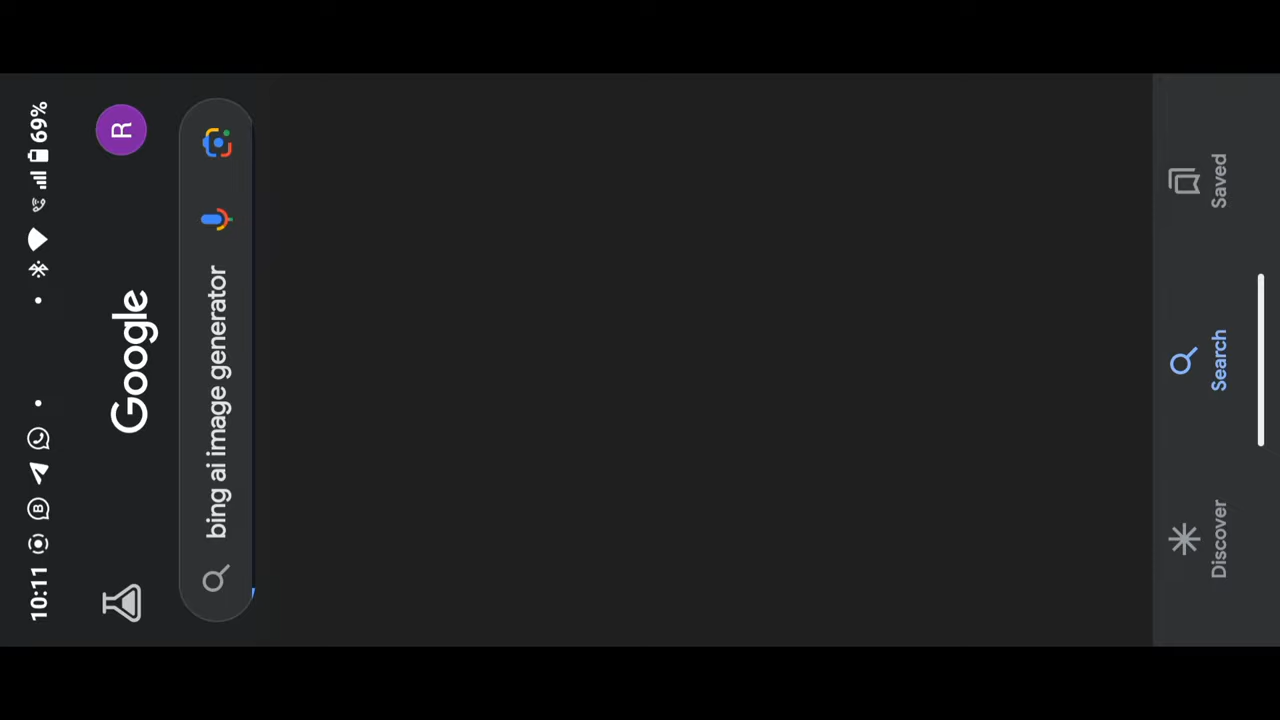 10:11
69%
Google
R
bing ai image generator
Discover
Search
Saved